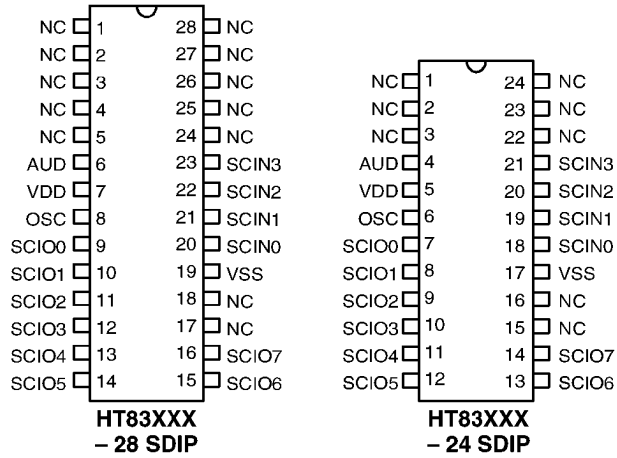 NC 1 28 NC
NC 2 27 NC
NC 3 26 NC
NC 4 25 NC
NC 5 24 NC
AUD 6 23 SCIN3
VDD 7 22 SCIN2
OSC 8 21 SCIN1
SCIO0 9 20 SCIN0
SCIO1 10 19 VSS
SCIO2 11 18 NC
SCIO3 12 17 NC
SCIO4 13 16 SCIO7
SCIO5 14 15 SCIO6
HT83XXX
– 28 SDIP
NC 1 24 NC
NC 2 23 NC
NC 3 22 NC
AUD 4 21 SCIN3
VDD 5 20 SCIN2
OSC 6 19 SCIN1
SCIO0 7 18 SCIN0
SCIO1 8 17 VSS
SCIO2 9 16 NC
SCIO3 10 15 NC
SCIO4 11 14 SCIO7
SCIO5 12 13 SCIO6
HT83XXX
– 24 SDIP